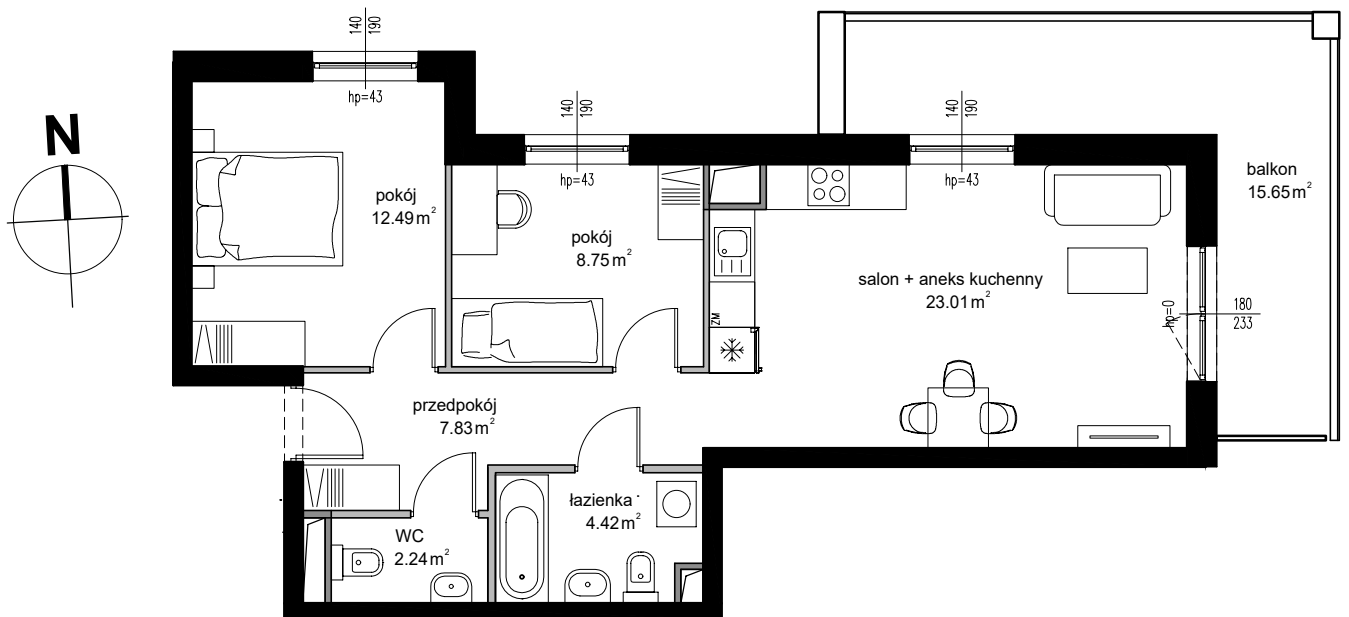 140
190
hp=43
N
pokój
12.49 m²
140
190
hp=43
pokój
8.75 m²
140
190
hp=43
balkon
15.65 m²
salon + aneks kuchenny
23.01 m²
ZM
hp=0
180
233
przedpokój
7.83 m²
łazienka
4.42 m²
WC
2.24 m²